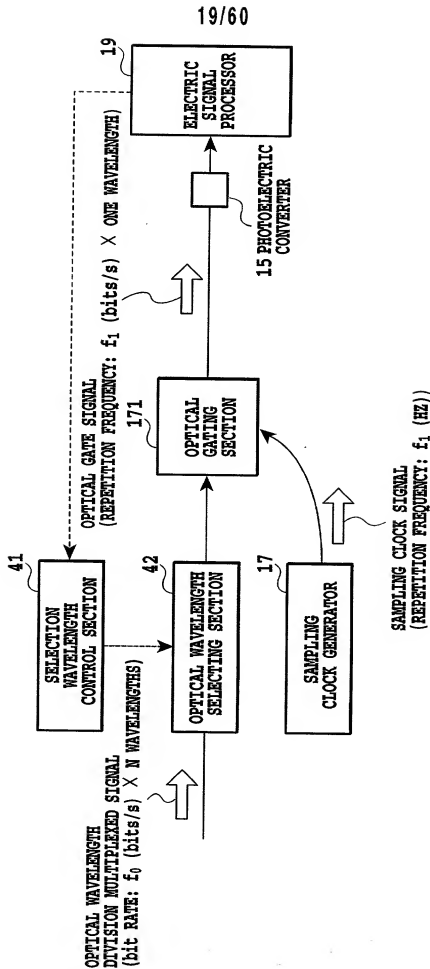 19/60
OPTICAL WAVELENGTH
DIVISION MULTIPLEXED SIGNAL
(bit RATE: f0 (bits/s) X N WAVELENGTHS)
41
SELECTION
WAVELENGTH
CONTROL SECTION
42
OPTICAL WAVELENGTH
SELECTING SECTION
17
SAMPLING
CLOCK GENERATOR
SAMPLING CLOCK SIGNAL
(REPETITION FREQUENCY: f1 (HZ))
171
OPTICAL
GATING
SECTION
OPTICAL GATE SIGNAL
(REPETITION FREQUENCY: f1 (bits/s) X ONE WAVELENGTH)
15 PHOTOELECTRIC
CONVERTER
19
ELECTRIC
SIGNAL
PROCESSOR